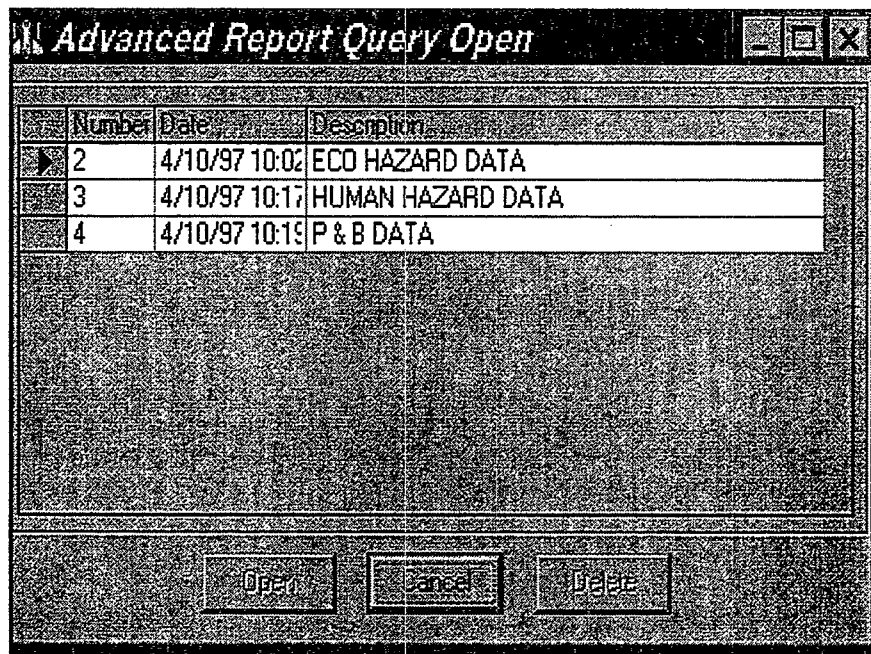 Advanced Report Query Open
Number Date Description
2 4/10/97 10:02 ECO HAZARD DATA
3 4/10/97 10:17 HUMAN HAZARD DATA
4 4/10/97 10:19 P & B DATA
Open Cancel Delete